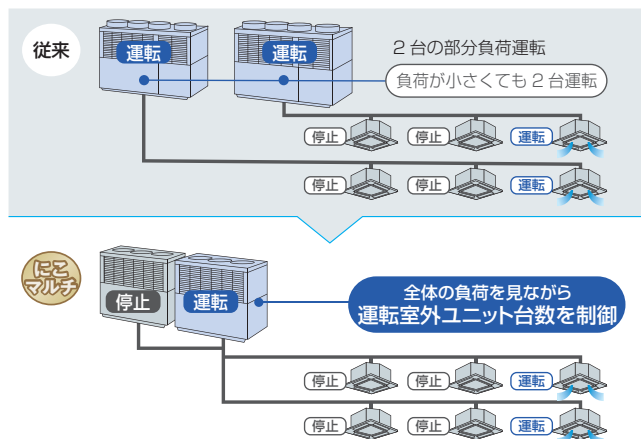 従来
運転
運転
2台の部分負荷運転
負荷が小さくても2台運転
停止
停止
運転
停止
停止
運転
にこ
マルチ
停止
運転
全体の負荷を見ながら
運転室外ユニット台数を制御
停止
停止
運転
停止
停止
運転